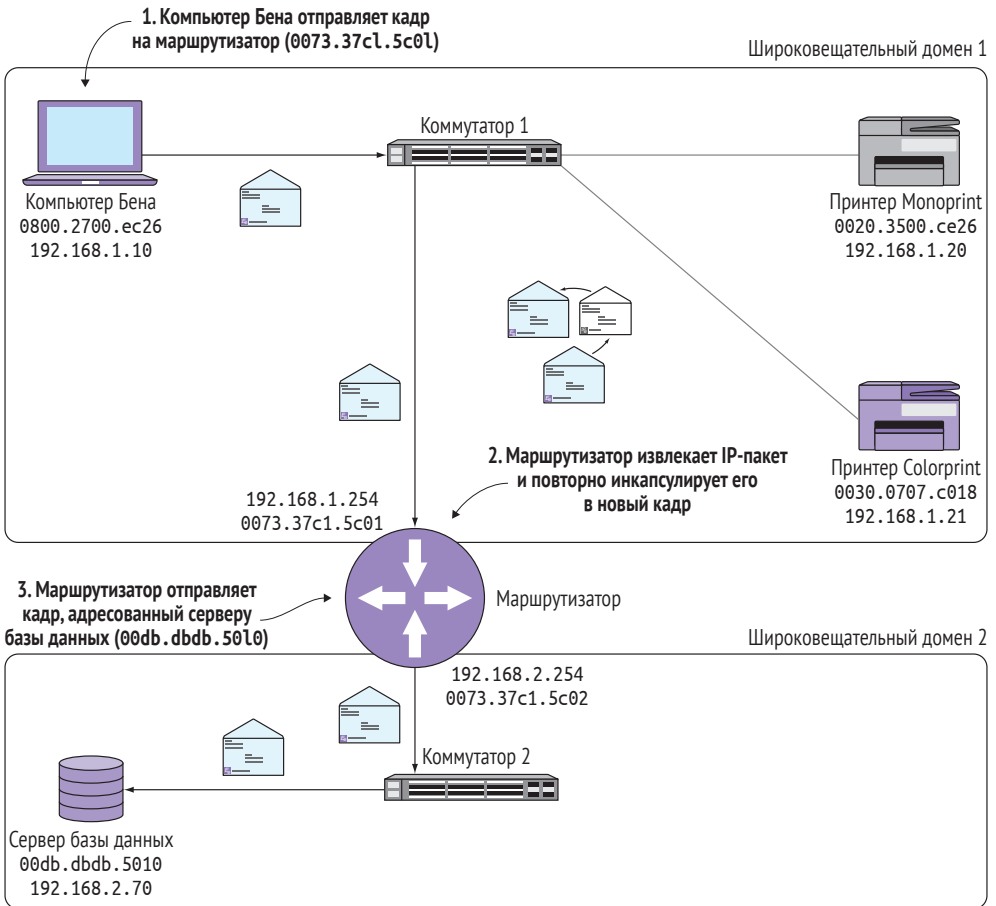 1. Компьютер Бена отправляет кадр
на маршрутизатор (0073.37cl.5c0l)
Широковещательный домен 1
Коммутатор 1
Компьютер Бена
0800.2700.ec26
192.168.1.10
Принтер Monoprint
0020.3500.ce26
192.168.1.20
2. Маршрутизатор извлекает IP-пакет
и повторно инкапсулирует его
в новый кадр
Принтер Colorprint
0030.0707.c018
192.168.1.21
192.168.1.254
0073.37c1.5c01
3. Маршрутизатор отправляет
кадр, адресованный серверу
базы данных (00db.dbdb.50l0)
Маршрутизатор
Широковещательный домен 2
192.168.2.254
0073.37c1.5c02
Коммутатор 2
Сервер базы данных
00db.dbdb.5010
192.168.2.70